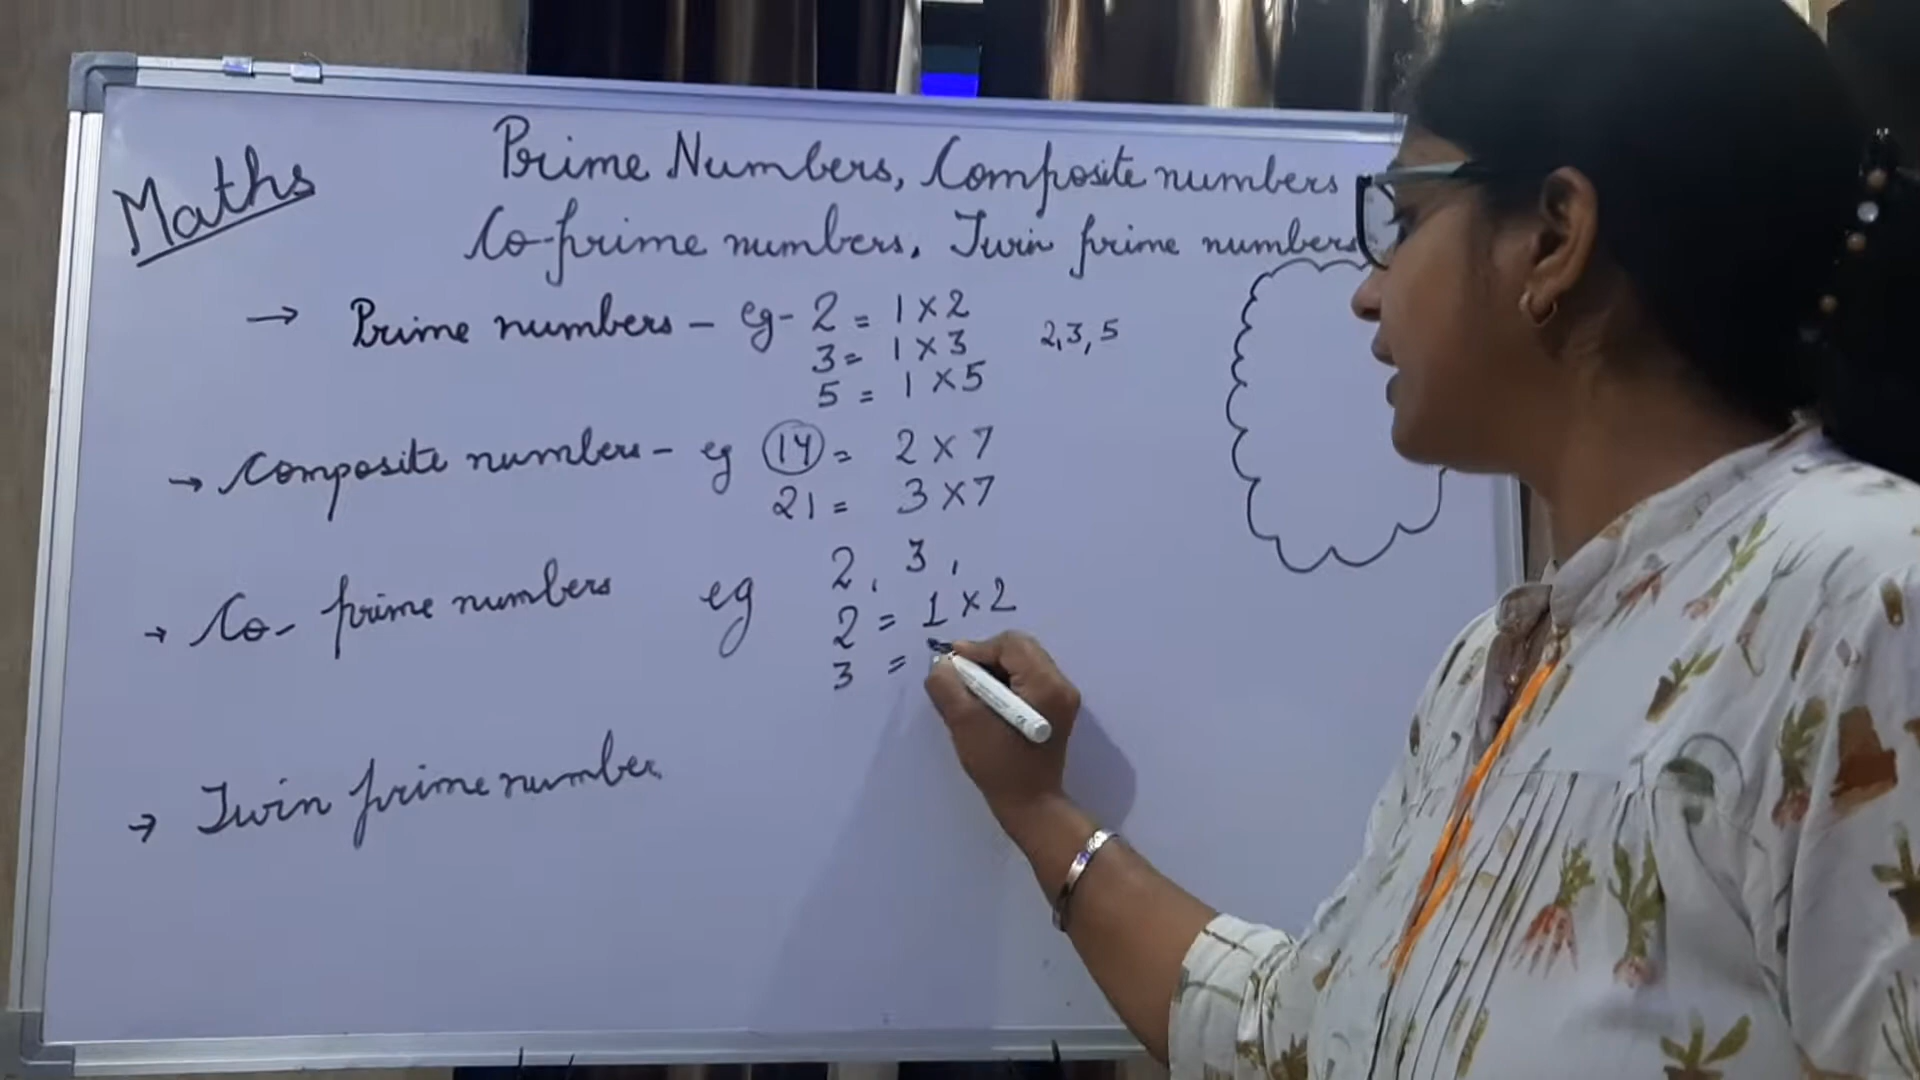 Maths
Prime Numbers, Composite numbers
Co-prime numbers, Twin prime numbers
→ Prime numbers - eg- 2 = 1 x 2
3 = 1 x 3
5 = 1 x 5
2,3,5
→ Composite numbers - eg 14 = 2 x 7
21 = 3 x 7
→ Co- prime numbers eg 2, 3,
2 = 1 x 2
3 =
→ Twin prime number